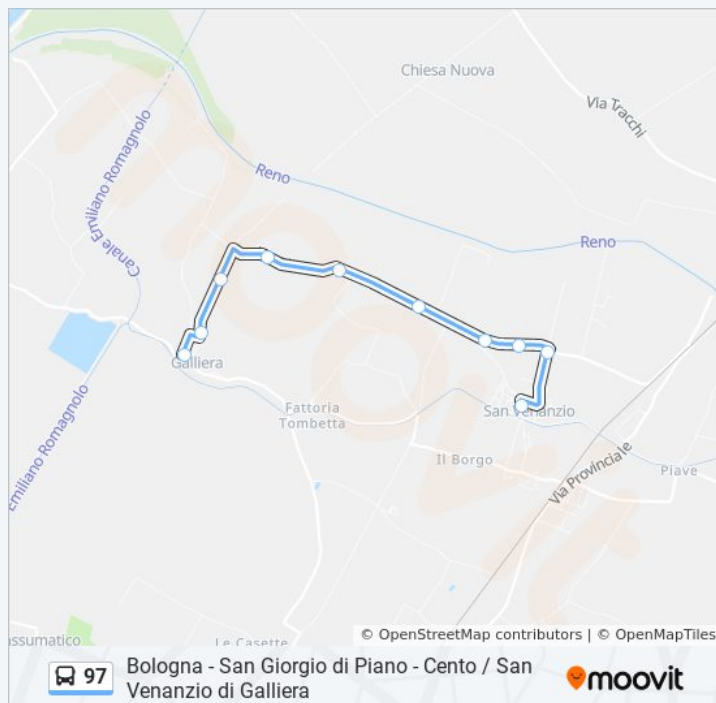 Chiesa Nuova
Via Tracchi
Canale Emiliano Romagnolo
Reno
Reno
Galliera
Fattoria
Tombetta
San Venanzio
Emiliano Romagnolo
Il Borgo
Via Provinciale
Piave
assumatico
Le Casette
© OpenStreetMap contributors | © OpenMapTiles
97
Bologna - San Giorgio di Piano - Cento / San
Venanzio di Galliera
moovit
moovit